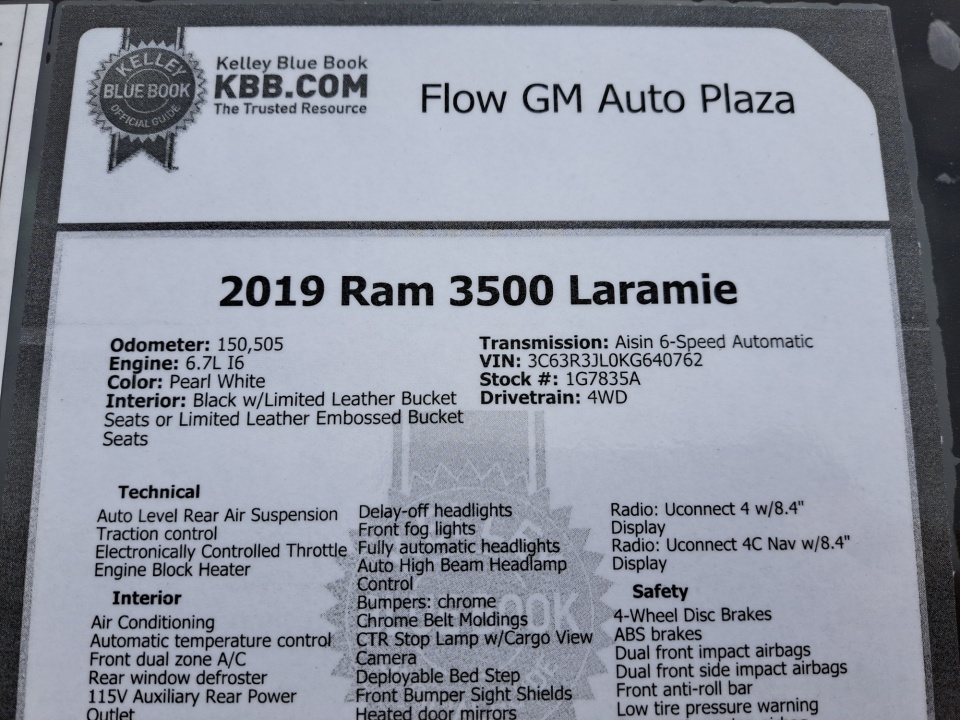 KELLEY
BLUE BOOK
OFFICIAL GUIDE
Kelley Blue Book
KBB.COM
The Trusted Resource
Flow GM Auto Plaza
2019 Ram 3500 Laramie
Odometer: 150,505
Engine: 6.7L I6
Color: Pearl White
Interior: Black w/Limited Leather Bucket
Seats or Limited Leather Embossed Bucket
Seats
Transmission: Aisin 6-Speed Automatic
VIN: 3C63R3JL0KG640762
Stock #: 1G7835A
Drivetrain: 4WD
Technical
Auto Level Rear Air Suspension
Traction control
Electronically Controlled Throttle
Engine Block Heater
Interior
Air Conditioning
Automatic temperature control
Front dual zone A/C
Rear window defroster
115V Auxiliary Rear Power
Outlet
Delay-off headlights
Front fog lights
Fully automatic headlights
Auto High Beam Headlamp
Control
Bumpers: chrome
Chrome Belt Moldings
CTR Stop Lamp w/Cargo View
Camera
Deployable Bed Step
Front Bumper Sight Shields
Heated door mirrors
Radio: Uconnect 4 w/8.4"
Display
Radio: Uconnect 4C Nav w/8.4"
Display
Safety
4-Wheel Disc Brakes
ABS brakes
Dual front impact airbags
Dual front side impact airbags
Front anti-roll bar
Low tire pressure warning